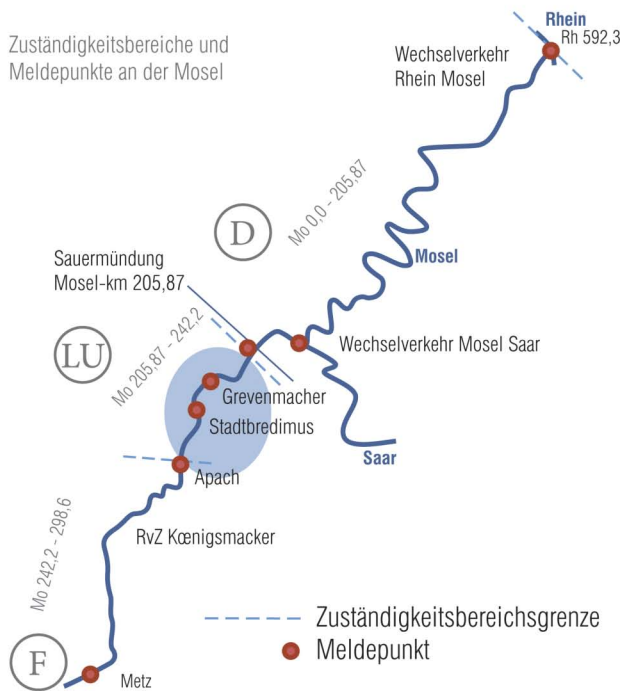 Zuständigkeitsbereiche und
Meldepunkte an der Mosel
Rhein
Rh 592,3
Wechselverkehr
Rhein Mosel
Mo 0,0 - 205,87
D
Mosel
Sauermündung
Mosel-km 205,87
LU
Mo 205,87 - 242,2
Wechselverkehr Mosel Saar
Grevenmacher
Stadtbredimus
Saar
Apach
RvZ Kœnigsmacker
Mo 242,2 - 298,6
F
Metz
Zuständigkeitsbereichsgrenze
Meldepunkt